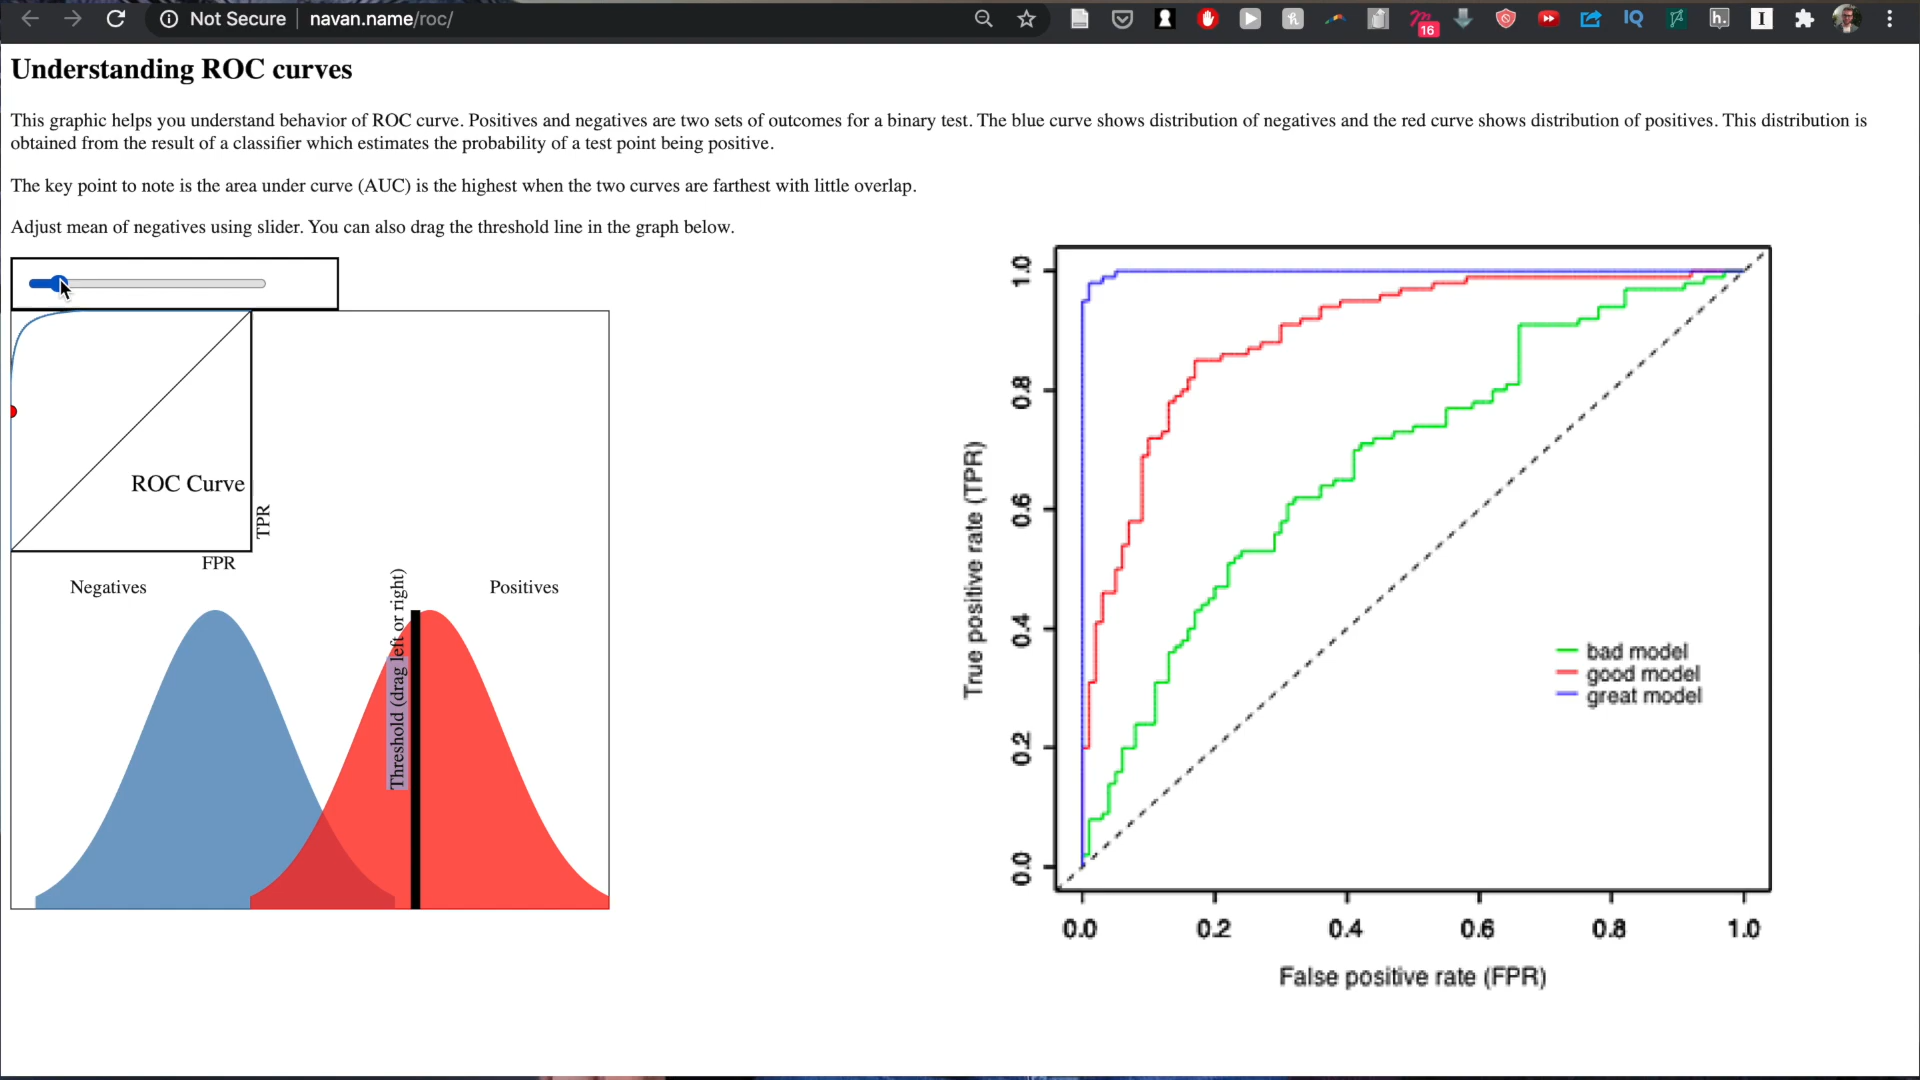 Not Secure | navan.name/roc/
16
h.
IQ
I
Understanding ROC curves
This graphic helps you understand behavior of ROC curve. Positives and negatives are two sets of outcomes for a binary test. The blue curve shows distribution of negatives and the red curve shows distribution of positives. This distribution is
obtained from the result of a classifier which estimates the probability of a test point being positive.
The key point to note is the area under curve (AUC) is the highest when the two curves are farthest with little overlap.
Adjust mean of negatives using slider. You can also drag the threshold line in the graph below.
ROC Curve
TPR
FPR
Negatives
Positives
Threshold (drag left or right)
True positive rate (TPR)
1.0
0.8
0.6
0.4
0.2
0.0
bad model
good model
great model
0.0 0.2 0.4 0.6 0.8 1.0
False positive rate (FPR)